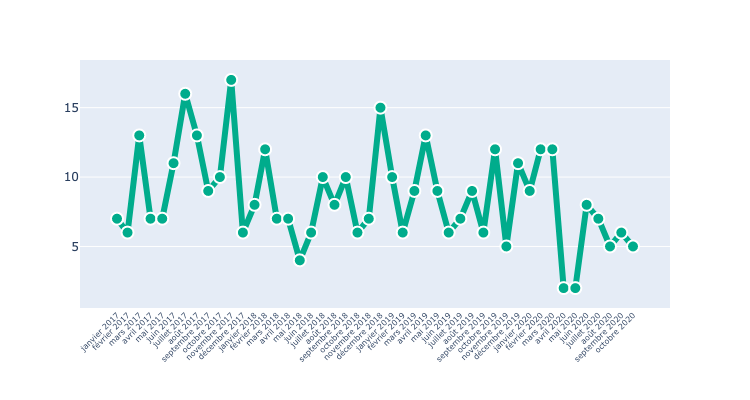 15
10
5
janvier 2017
février 2017
mars 2017
avril 2017
mai 2017
juin 2017
juillet 2017
août 2017
septembre 2017
octobre 2017
novembre 2017
décembre 2017
janvier 2018
février 2018
mars 2018
avril 2018
mai 2018
juin 2018
juillet 2018
août 2018
septembre 2018
octobre 2018
novembre 2018
décembre 2018
janvier 2019
février 2019
mars 2019
avril 2019
mai 2019
juin 2019
juillet 2019
août 2019
septembre 2019
octobre 2019
novembre 2019
décembre 2019
janvier 2020
février 2020
mars 2020
avril 2020
mai 2020
juin 2020
juillet 2020
août 2020
septembre 2020
octobre 2020